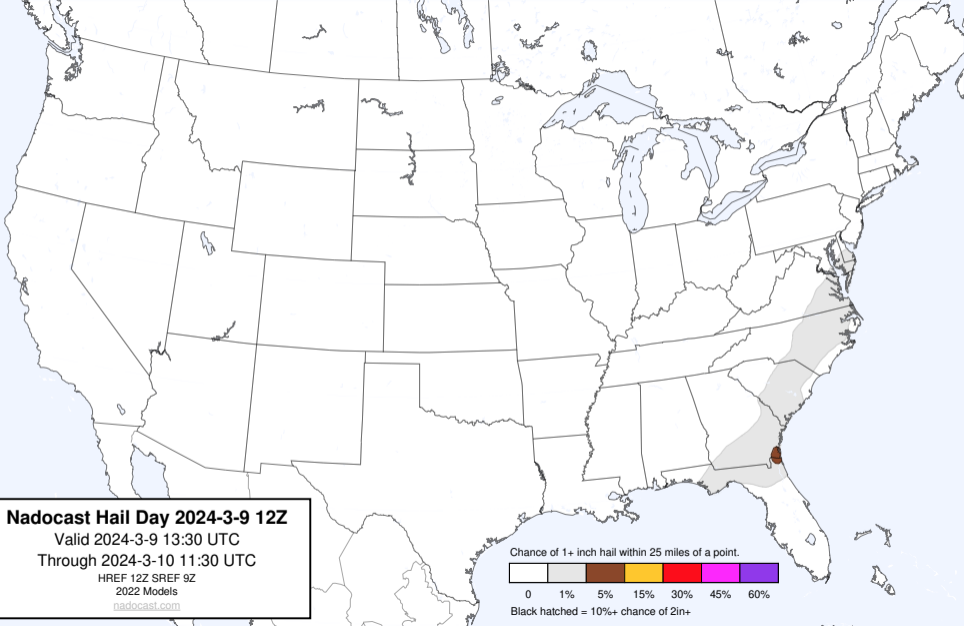 Nadocast Hail Day 2024-3-9 12Z
Valid 2024-3-9 13:30 UTC
Through 2024-3-10 11:30 UTC
HREF 12Z SREF 9Z
2022 Models
nadocast.com
Chance of 1+ inch hail within 25 miles of a point.
0 1% 5% 15% 30% 45% 60%
Black hatched = 10%+ chance of 2in+